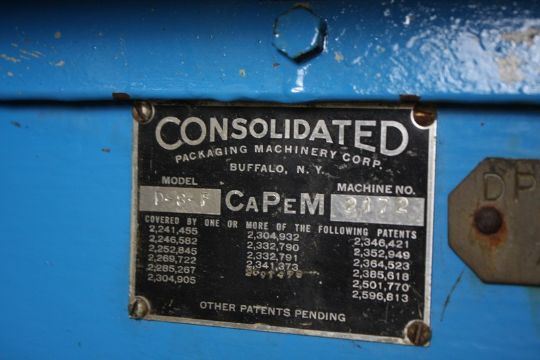 CONSOLIDATED
PACKAGING MACHINERY CORP.
BUFFALO, N. Y.
MODEL
CAPEM
MACHINE NO.
2172
COVERED BY ONE OR MORE OF THE FOLLOWING PATENTS
2,241,455 2,304,932 2,346,421
2,246,582 2,332,790 2,352,949
2,252,845 2,332,791 2,364,523
2,269,722 2,341,373 2,385,618
2,285,267 2,501,770
2,304,905 2,596,813
OTHER PATENTS PENDING
DP